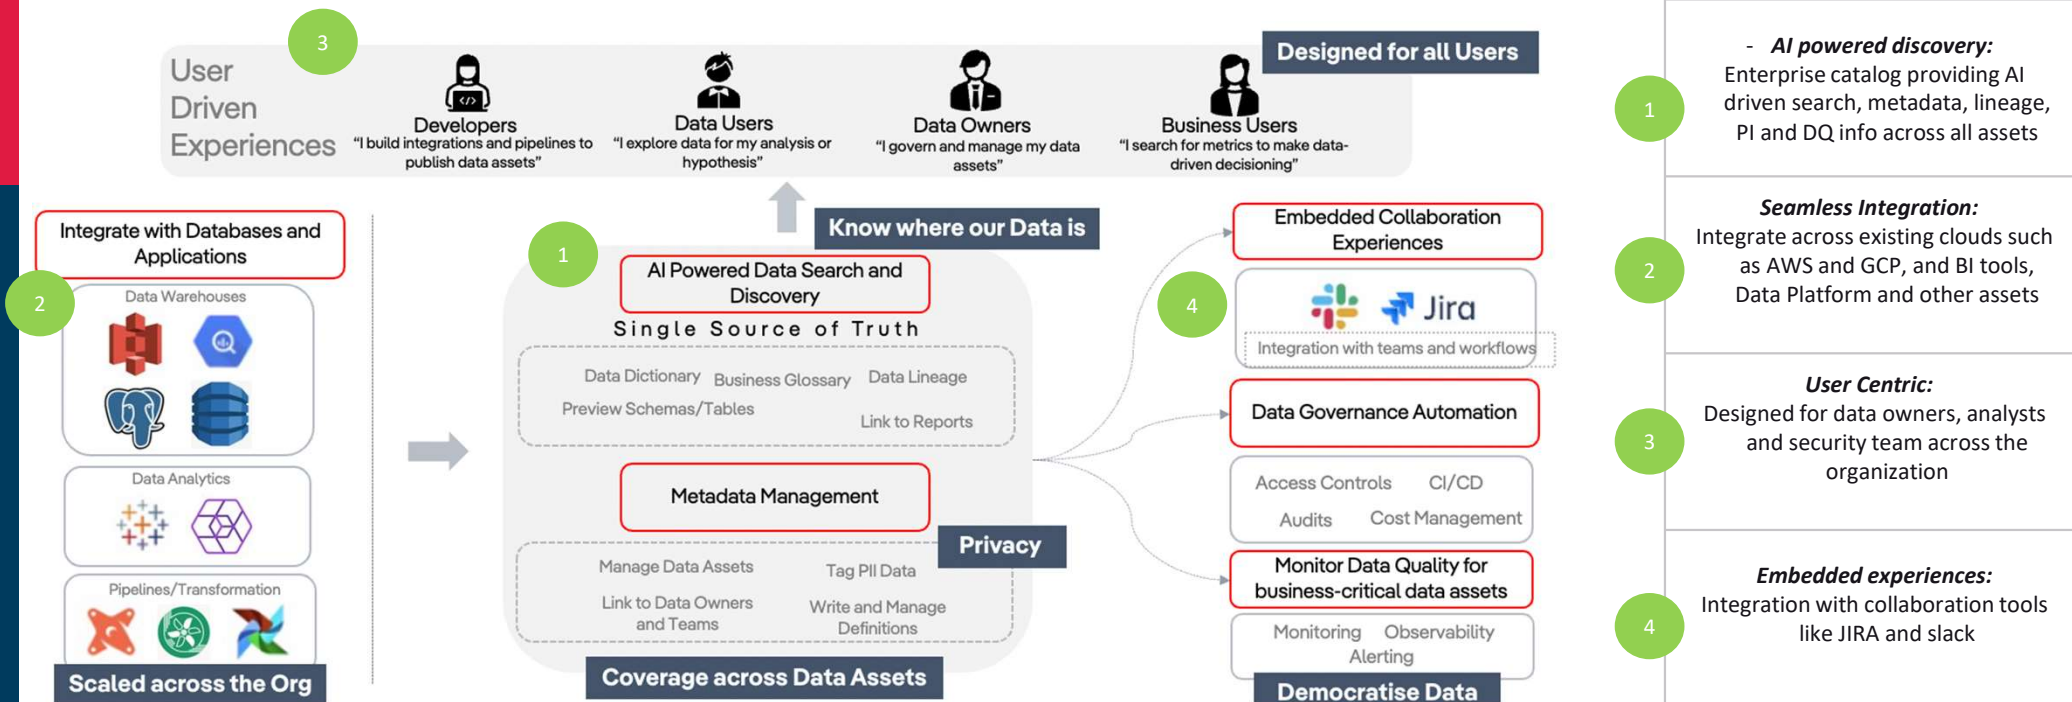 3
User
Driven
Experiences
Designed for all Users
Developers
“I build integrations and pipelines to
publish data assets”
Data Users
“I explore data for my analysis or
hypothesis”
Data Owners
“I govern and manage my data
assets”
Business Users
“I search for metrics to make data-
driven decisioning”
Integrate with Databases and
Applications
2
Data Warehouses
Data Analytics
Pipelines/Transformation
Scaled across the Org
Know where our Data is
1
AI Powered Data Search and
Discovery
Single Source of Truth
Data Dictionary
Business Glossary
Data Lineage
Preview Schemas/Tables
Link to Reports
Metadata Management
Privacy
Manage Data Assets
Tag PII Data
Link to Data Owners
and Teams
Write and Manage
Definitions
Coverage across Data Assets
Embedded Collaboration
Experiences
4
Jira
Integration with teams and workflows
Data Governance Automation
Access Controls
CI/CD
Audits
Cost Management
Monitor Data Quality for
business-critical data assets
Monitoring
Observability
Alerting
Democratise Data
1
- AI powered discovery:
Enterprise catalog providing AI
driven search, metadata, lineage,
PI and DQ info across all assets
2
Seamless Integration:
Integrate across existing clouds such
as AWS and GCP, and BI tools,
Data Platform and other assets
3
User Centric:
Designed for data owners, analysts
and security team across the
organization
4
Embedded experiences:
Integration with collaboration tools
like JIRA and slack